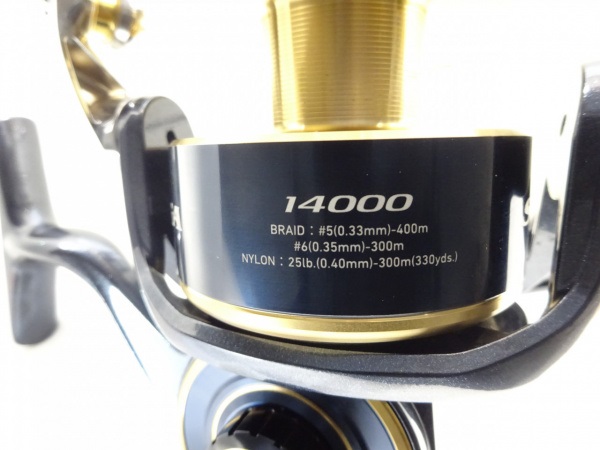 14000
BRAID : #5(0.33mm)-400m
#6(0.35mm)-300m
NYLON : 25lb.(0.40mm)-300m(330yds.)